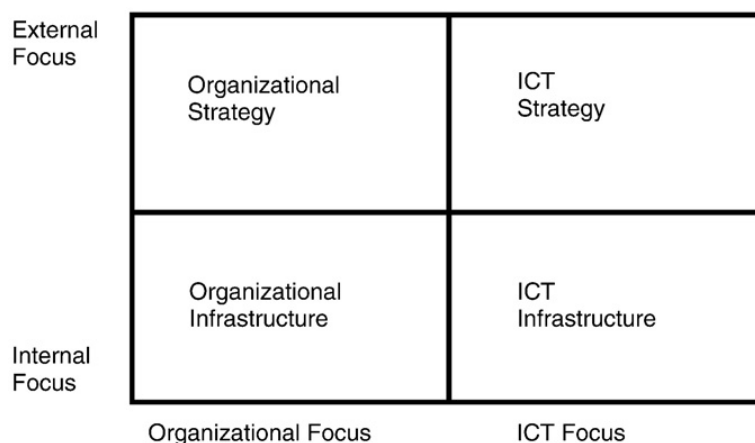 External
Focus
Organizational
Strategy
ICT
Strategy
Organizational
Infrastructure
ICT
Infrastructure
Internal
Focus
Organizational Focus
ICT Focus